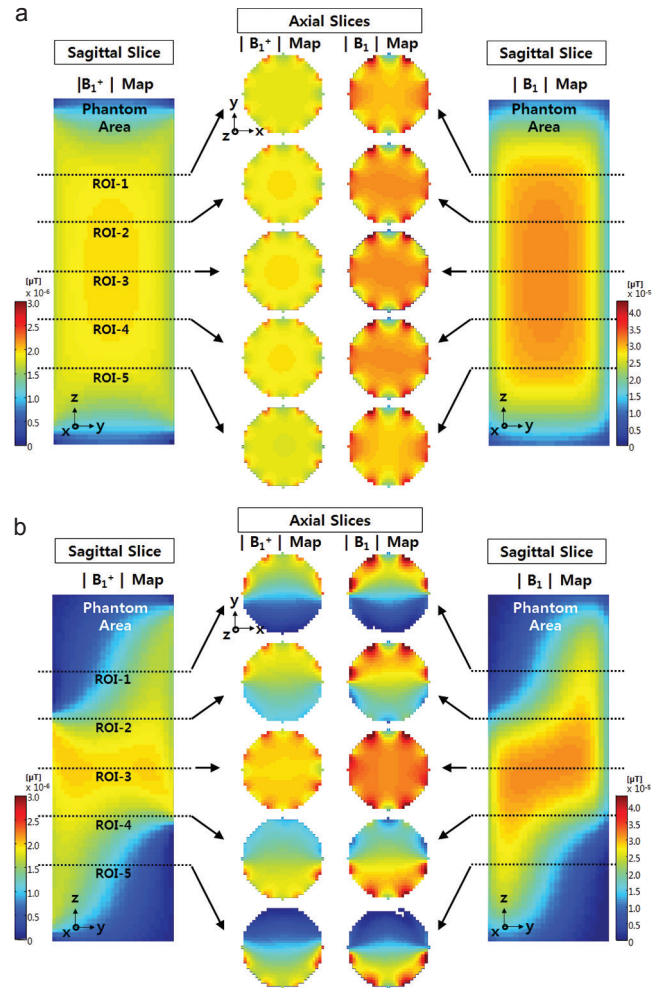 a
Axial Slices
Sagittal Slice
| B₁⁺ | Map
| B₁ | Map
Sagittal Slice
|B₁⁺ | Map
| B₁ | Map
Phantom Area
y
z
x
Phantom Area
ROI-1
ROI-2
ROI-3
ROI-4
ROI-5
[μT]
x 10⁻⁶
3.0
2.5
2.0
1.5
1.0
0.5
0
z
x
y
[μT]
x 10⁻⁵
4.0
3.5
3.0
2.5
2.0
1.5
1.0
0.5
0
z
x
y
b
Axial Slices
Sagittal Slice
| B₁⁺ | Map
| B₁ | Map
Sagittal Slice
| B₁⁺ | Map
| B₁ | Map
Phantom Area
y
z
x
Phantom Area
ROI-1
ROI-2
ROI-3
ROI-4
ROI-5
[μT]
x 10⁻⁶
3.0
2.5
2.0
1.5
1.0
0.5
0
z
x
y
[μT]
x 10⁻⁵
4.0
3.5
3.0
2.5
2.0
1.5
1.0
0.5
0
z
x
y